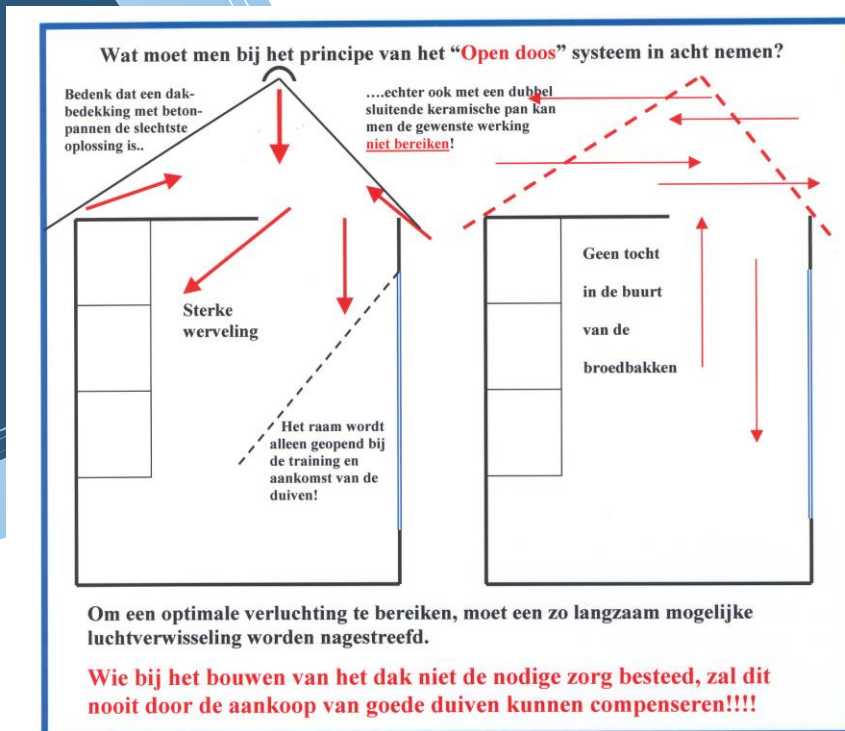 Wat moet men bij het principe van het “Open doos” systeem in acht nemen?
Bedenk dat een dak-
bedekking met beton-
pannen de slechtste
oplossing is..
….echter ook met een dubbel
sluitende keramische pan kan
men de gewenste werking
niet bereiken!
Sterke
werveling
Het raam wordt
alleen geopend bij
de training en
aankomst van de
duiven!
Geen tocht
in de buurt
van de
broedbakken
Om een optimale verluchting te bereiken, moet een zo langzaam mogelijke
luchtverwisseling worden nagestreefd.
Wie bij het bouwen van het dak niet de nodige zorg besteed, zal dit
nooit door de aankoop van goede duiven kunnen compenseren!!!!